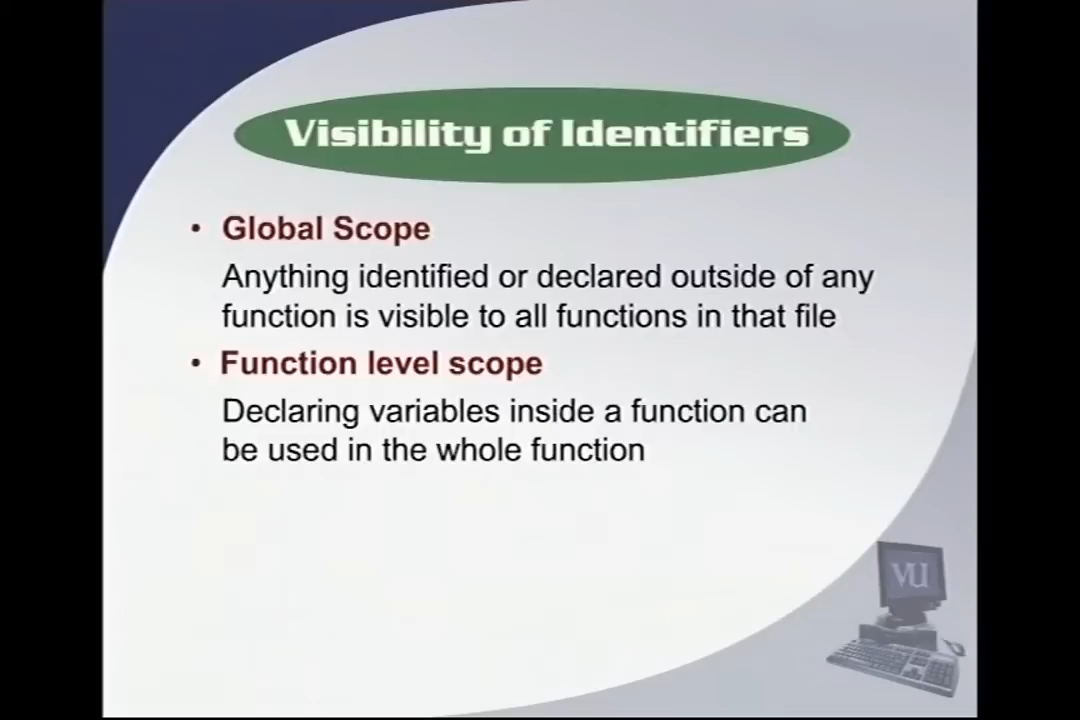 Visibility of Identifiers
• Global Scope
Anything identified or declared outside of any
function is visible to all functions in that file
• Function level scope
Declaring variables inside a function can
be used in the whole function
VU